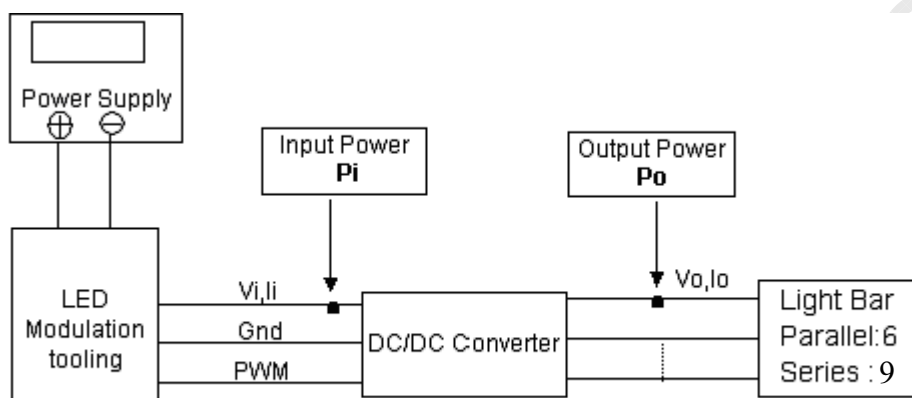 Power Supply
Input Power
Pi
Output Power
Po
LED
Modulation
tooling
Vi,Ii
Gnd
PWM
DC/DC Converter
Vo,Io
Light Bar
Parallel:6
Series : 9